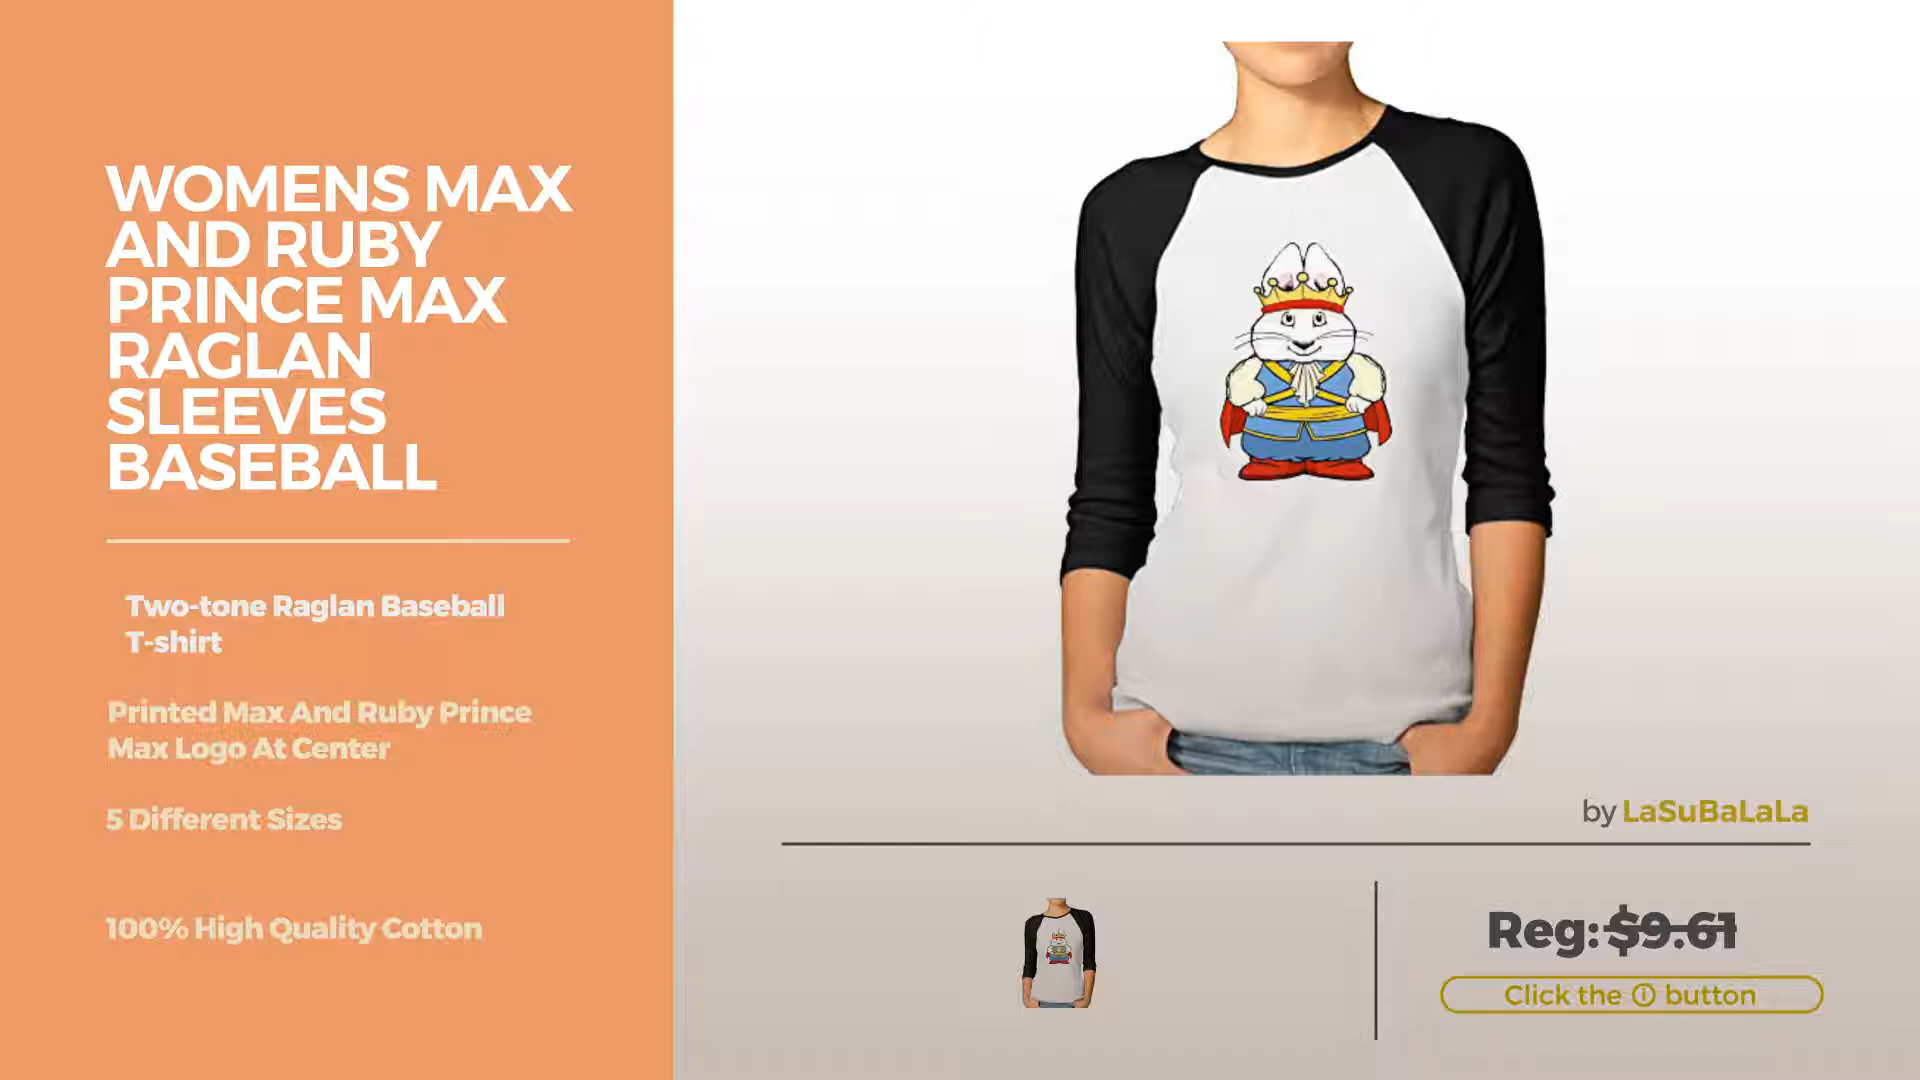 WOMENS MAX
AND RUBY
PRINCE MAX
RAGLAN
SLEEVES
BASEBALL
Two-tone Raglan Baseball
T-shirt
Printed Max And Ruby Prince
Max Logo At Center
5 Different Sizes
100% High Quality Cotton
by LaSuBaLaLa
Reg: $9.61
Click the ⓘ button